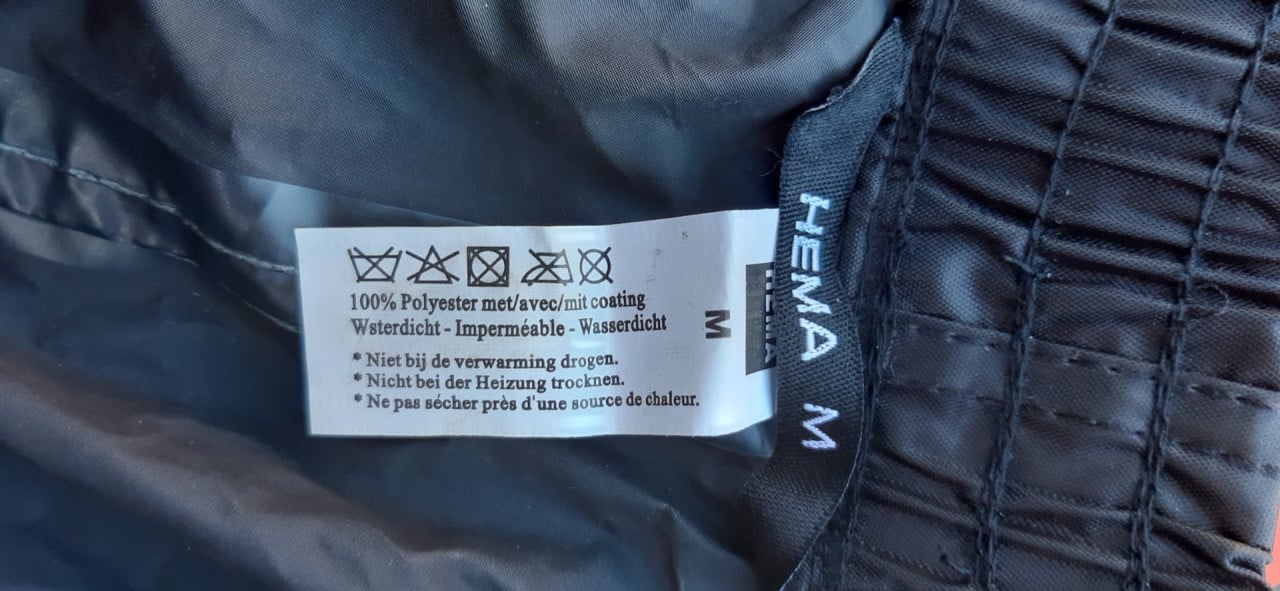 100% Polyester met/avec/mit coating
Wsterdicht - Imperméable - Wasserdicht
* Niet bij de verwarming drogen.
* Nicht bei der Heizung trocknen.
* Ne pas sécher près d'une source de chaleur.
M
HEMA
HEMA M